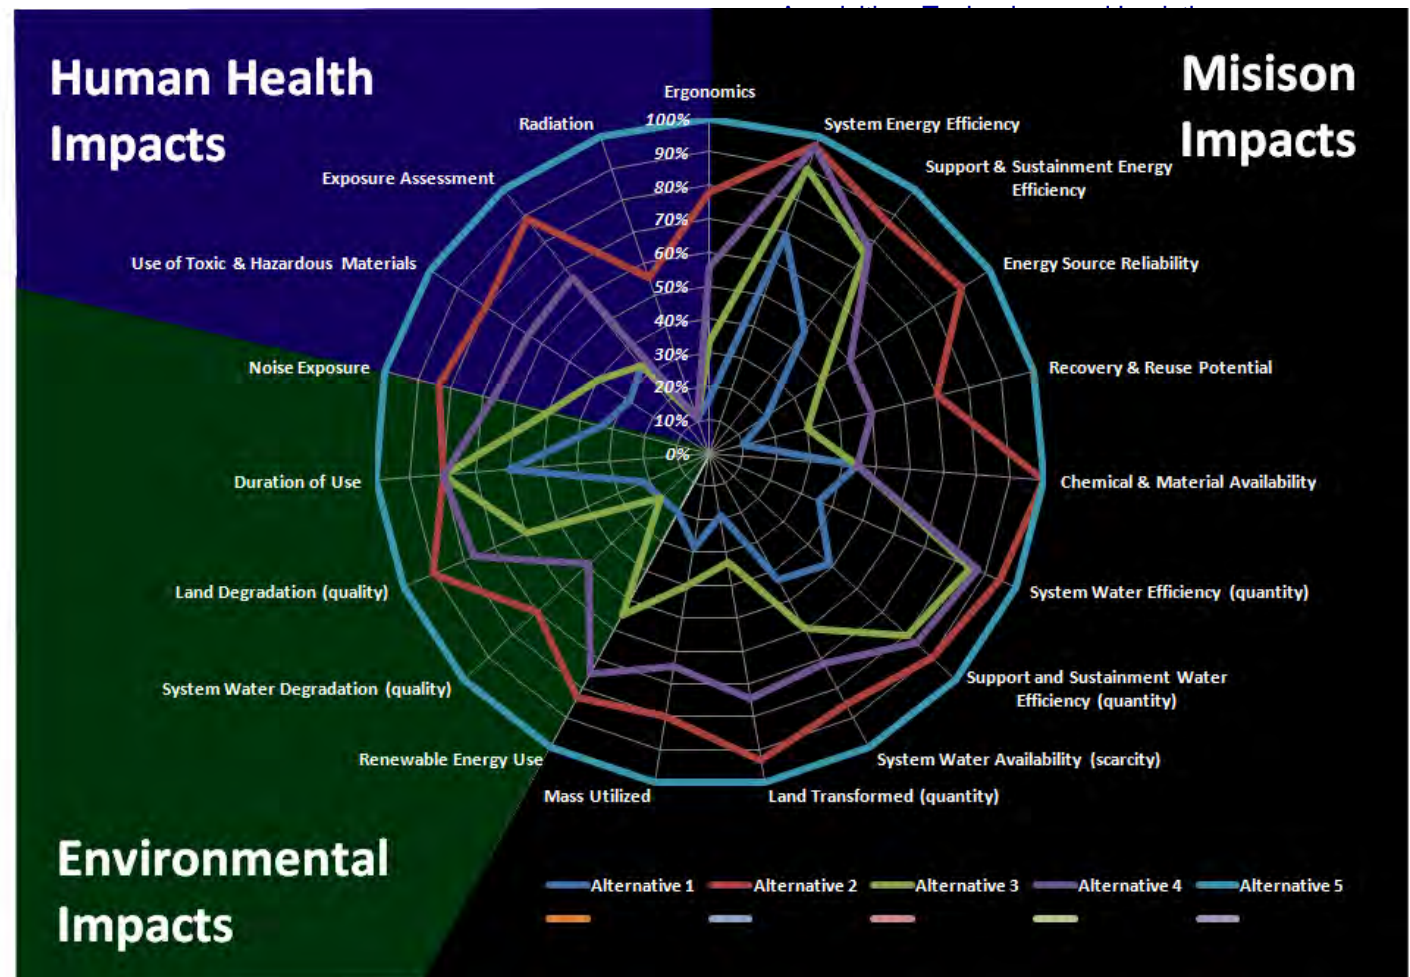 Human Health
Impacts
Misison
Impacts
Ergonomics
Radiation
System Energy Efficiency
Exposure Assessment
Support & Sustainment Energy
Efficiency
Use of Toxic & Hazardous Materials
Energy Source Reliability
Noise Exposure
Recovery & Reuse Potential
Duration of Use
Chemical & Material Availability
Land Degradation (quality)
System Water Efficiency (quantity)
System Water Degradation (quality)
Support and Sustainment Water
Efficiency (quantity)
Renewable Energy Use
System Water Availability (scarcity)
Mass Utilized
Land Transformed (quantity)
100%
90%
80%
70%
60%
50%
40%
30%
20%
10%
0%
Environmental
Impacts
Alternative 1
Alternative 2
Alternative 3
Alternative 4
Alternative 5